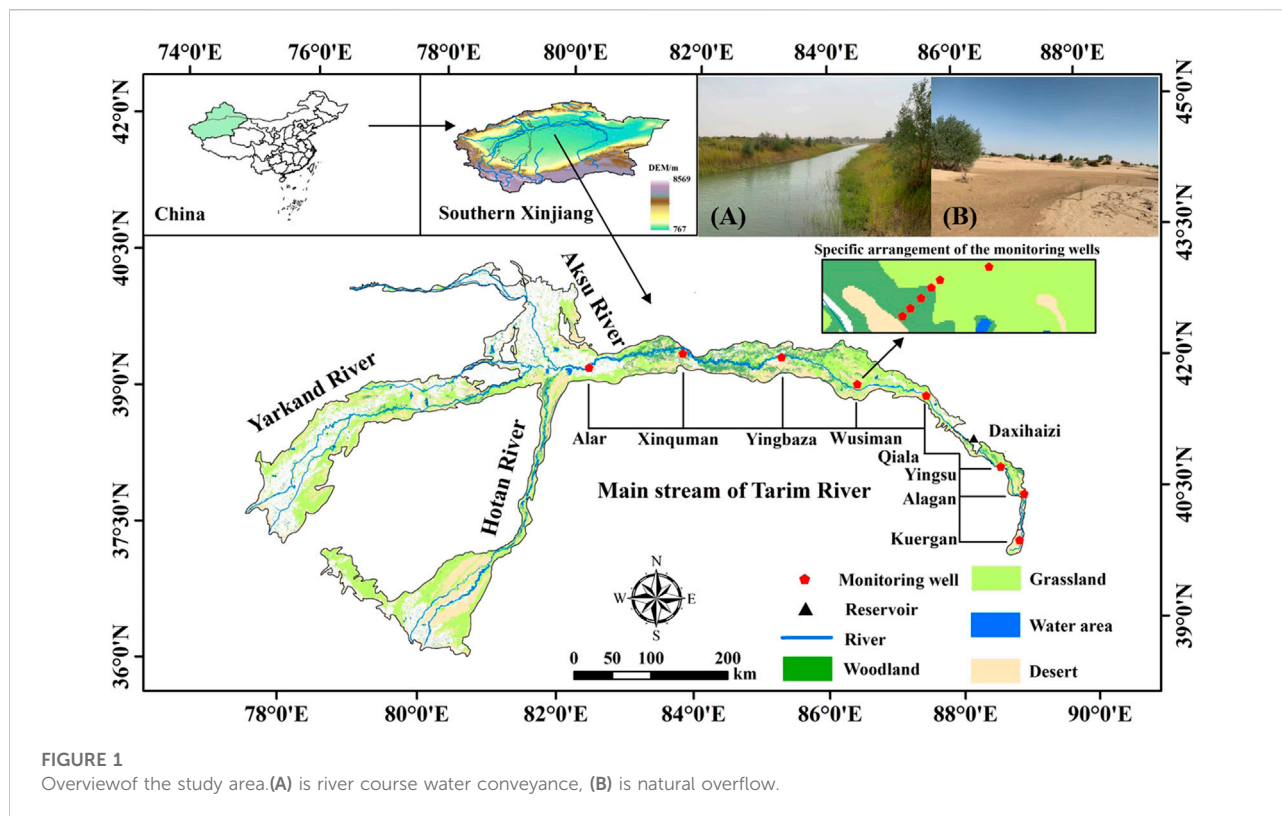 74°0'E 76°0'E 78°0'E 80°0'E 82°0'E 84°0'E 86°0'E 88°0'E
42°0'N
40°30'N
39°0'N
37°30'N
36°0'N
45°0'N
43°30'N
42°0'N
40°30'N
39°0'N
China
Southern Xinjiang
DEM/m
8569
767
(A)
(B)
Specific arrangement of the monitoring wells
Aksu River
Yarkand River
Hotan River
Alar
Xinquman
Yingbaza
Wusiman
Daxihaizi
Qiala
Yingsu
Alagan
Kuergan
Main stream of Tarim River
N
W E
S
0 50 100 200
km
Monitoring well
Reservoir
River
Woodland
Grassland
Water area
Desert
78°0'E 80°0'E 82°0'E 84°0'E 86°0'E 88°0'E 90°0'E
FIGURE 1
Overviewof the study area.(A) is river course water conveyance, (B) is natural overflow.